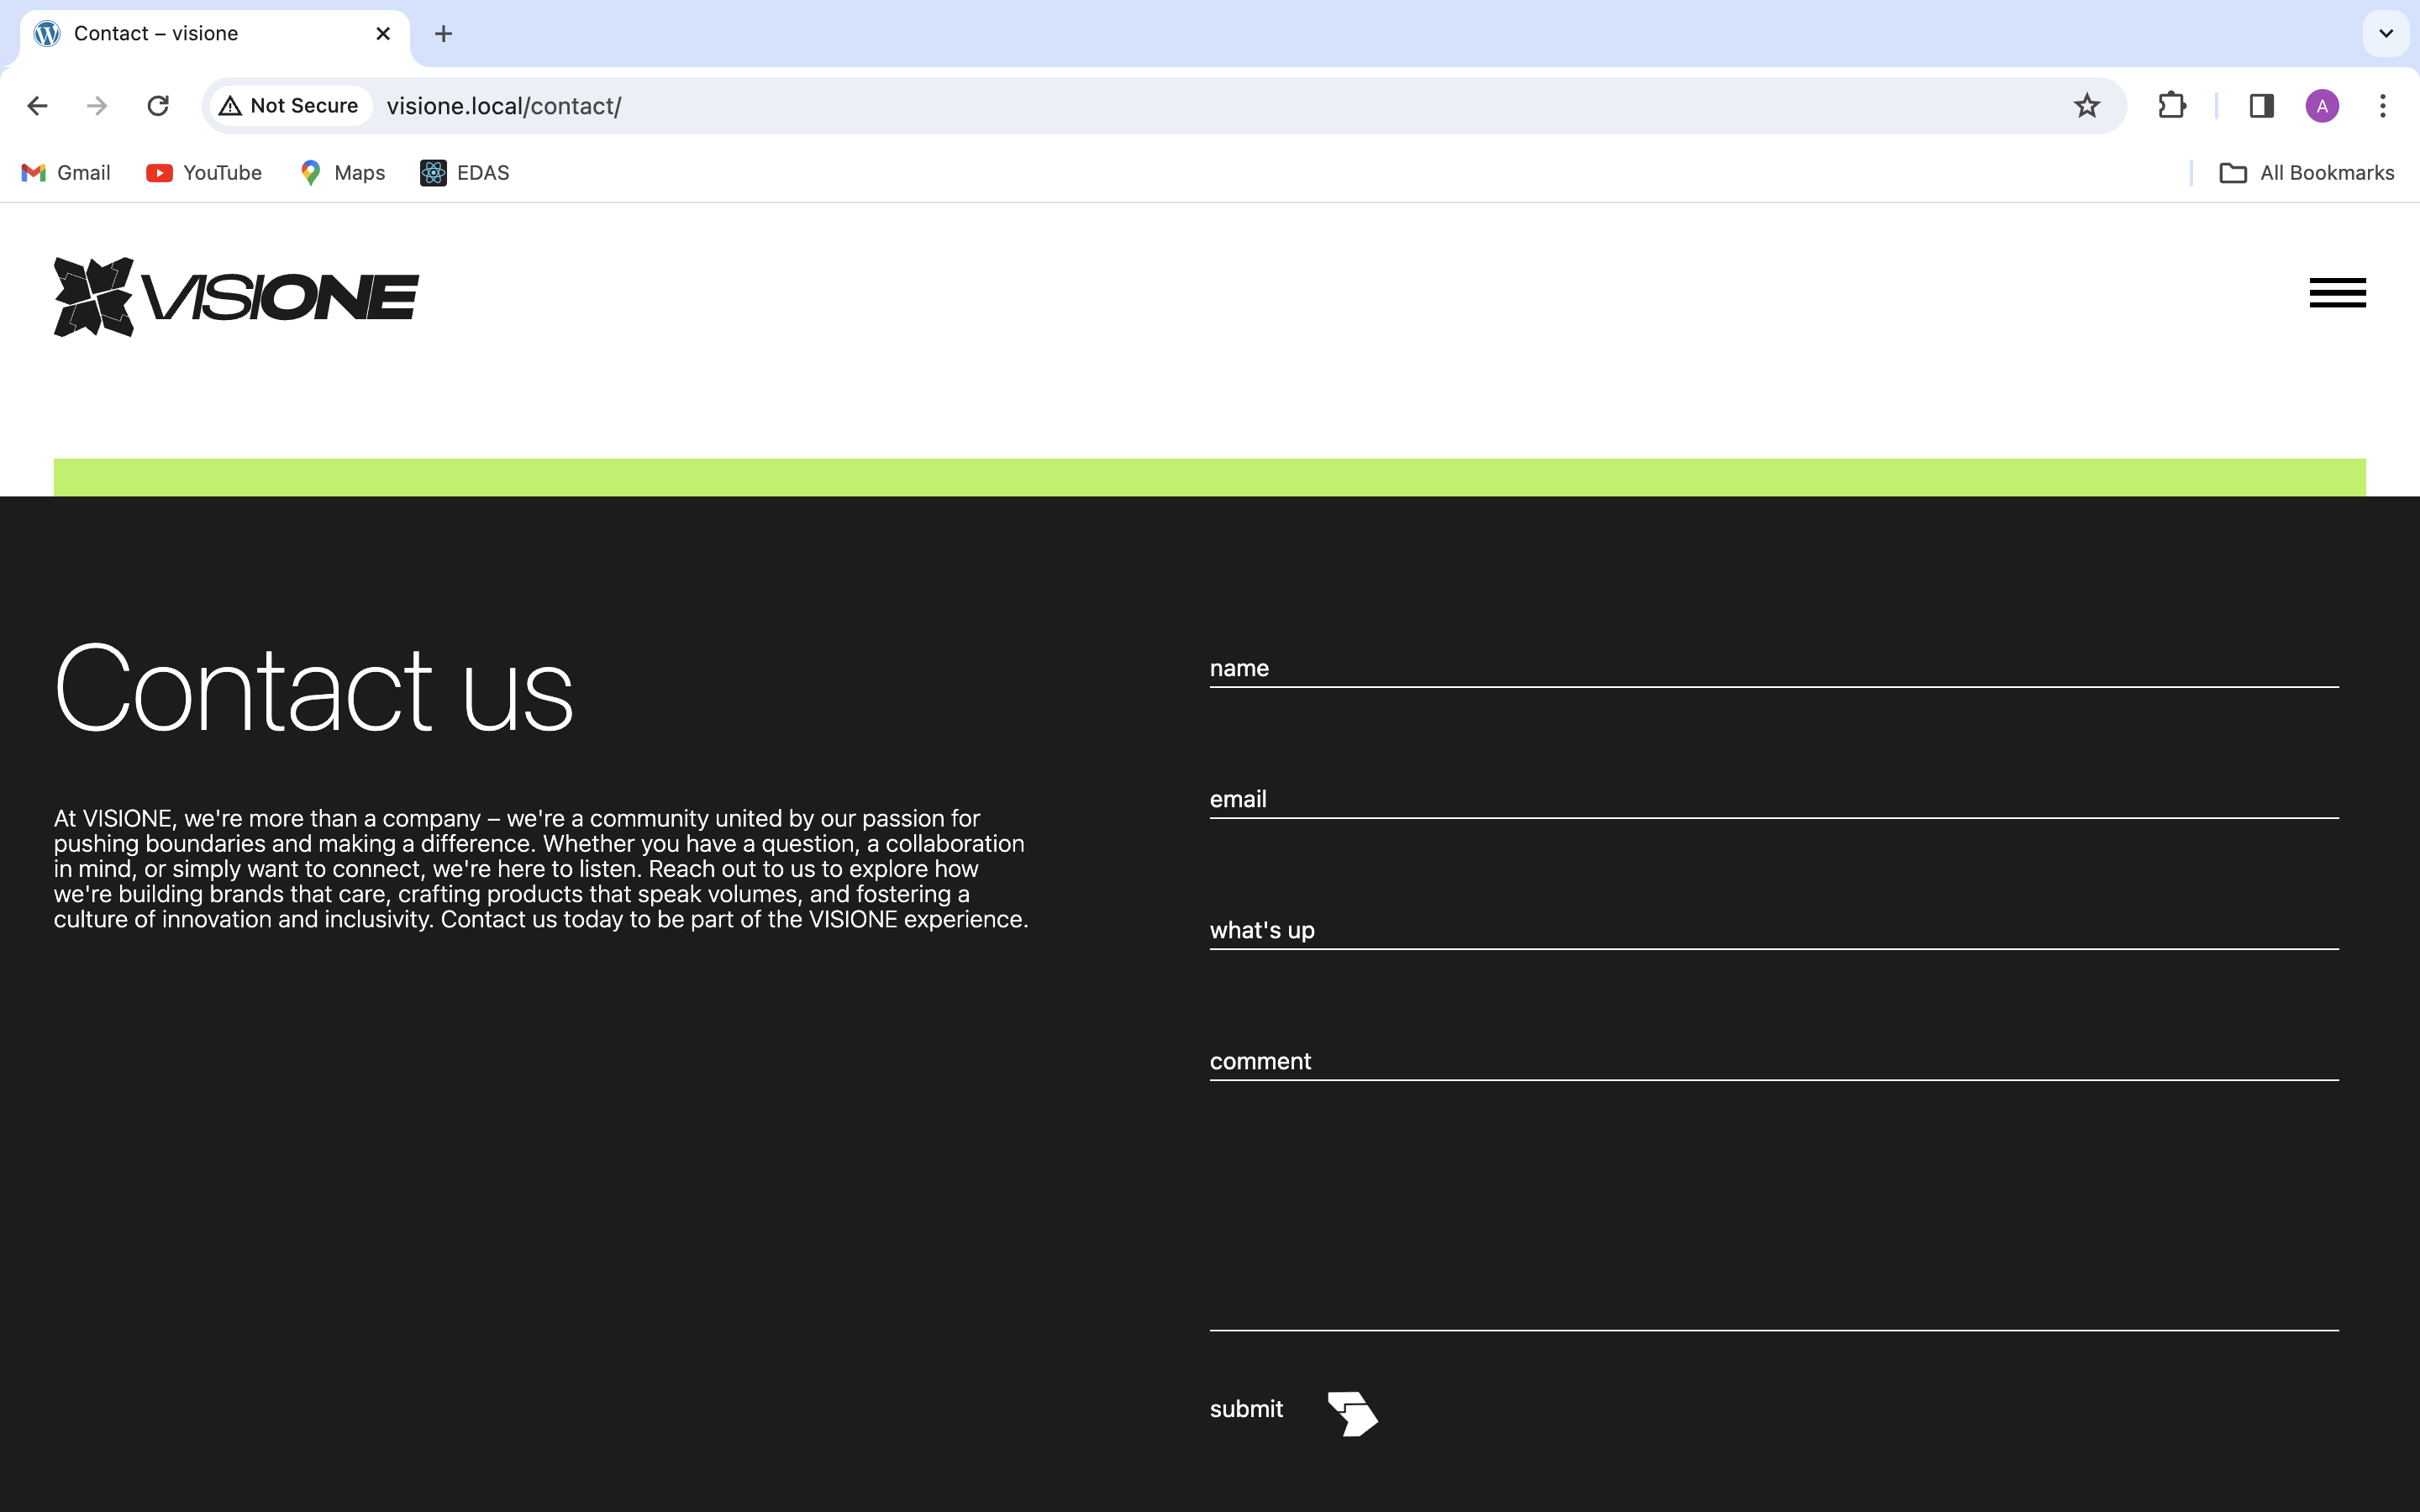 Contact – visione
Not Secure
visione.local/contact/
A
Gmail
YouTube
Maps
EDAS
All Bookmarks
VISIONE
Contact us
At VISIONE, we're more than a company – we're a community united by our passion for
pushing boundaries and making a difference. Whether you have a question, a collaboration
in mind, or simply want to connect, we're here to listen. Reach out to us to explore how
we're building brands that care, crafting products that speak volumes, and fostering a
culture of innovation and inclusivity. Contact us today to be part of the VISIONE experience.
name
email
what's up
comment
submit